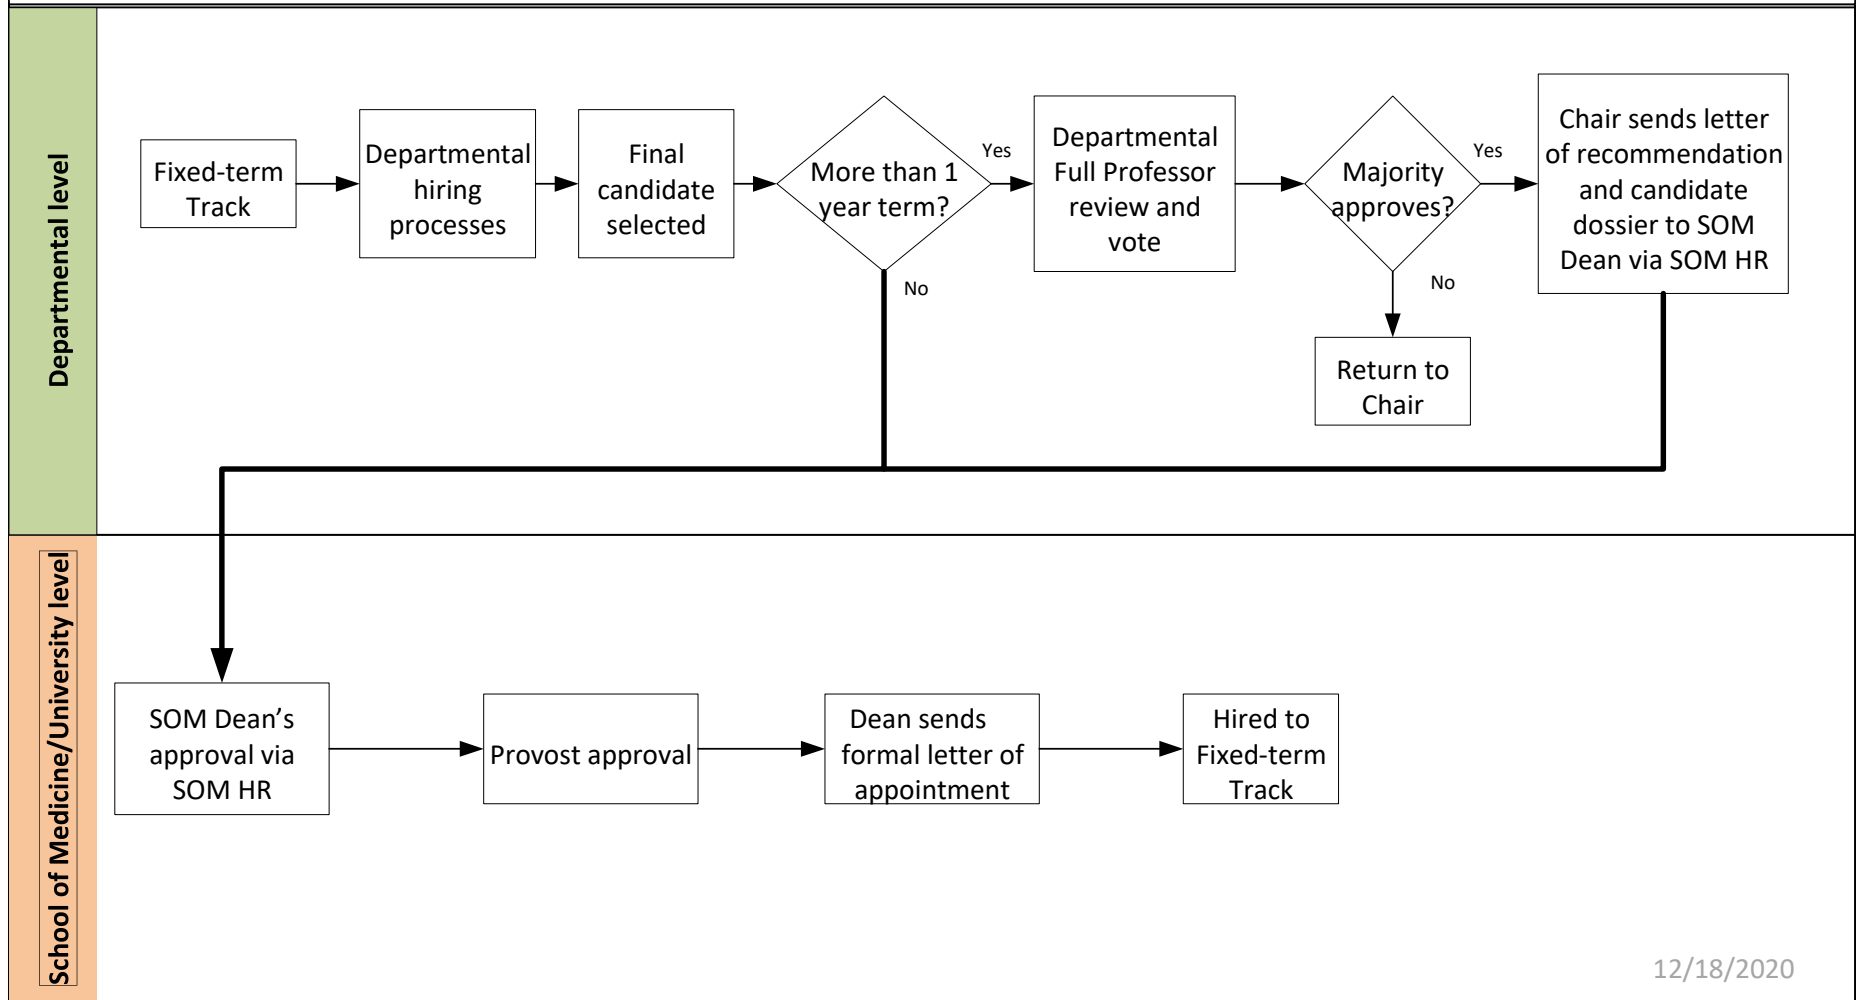 Departmental level
Fixed-term
Track
Departmental
hiring
processes
Final
candidate
selected
More than 1
year term?
Yes
No
Departmental
Full Professor
review and
vote
Majority
approves?
Yes
No
Return to
Chair
Chair sends letter
of recommendation
and candidate
dossier to SOM
Dean via SOM HR
School of Medicine/University level
SOM Dean’s
approval via
SOM HR
Provost approval
Dean sends
formal letter of
appointment
Hired to
Fixed-term
Track
12/18/2020